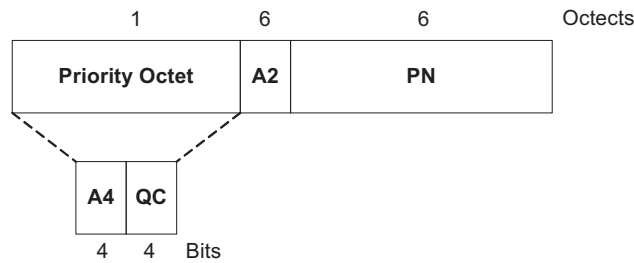 1 6 6 Octects
Priority Octet A2 PN
A4 QC
4 4 Bits